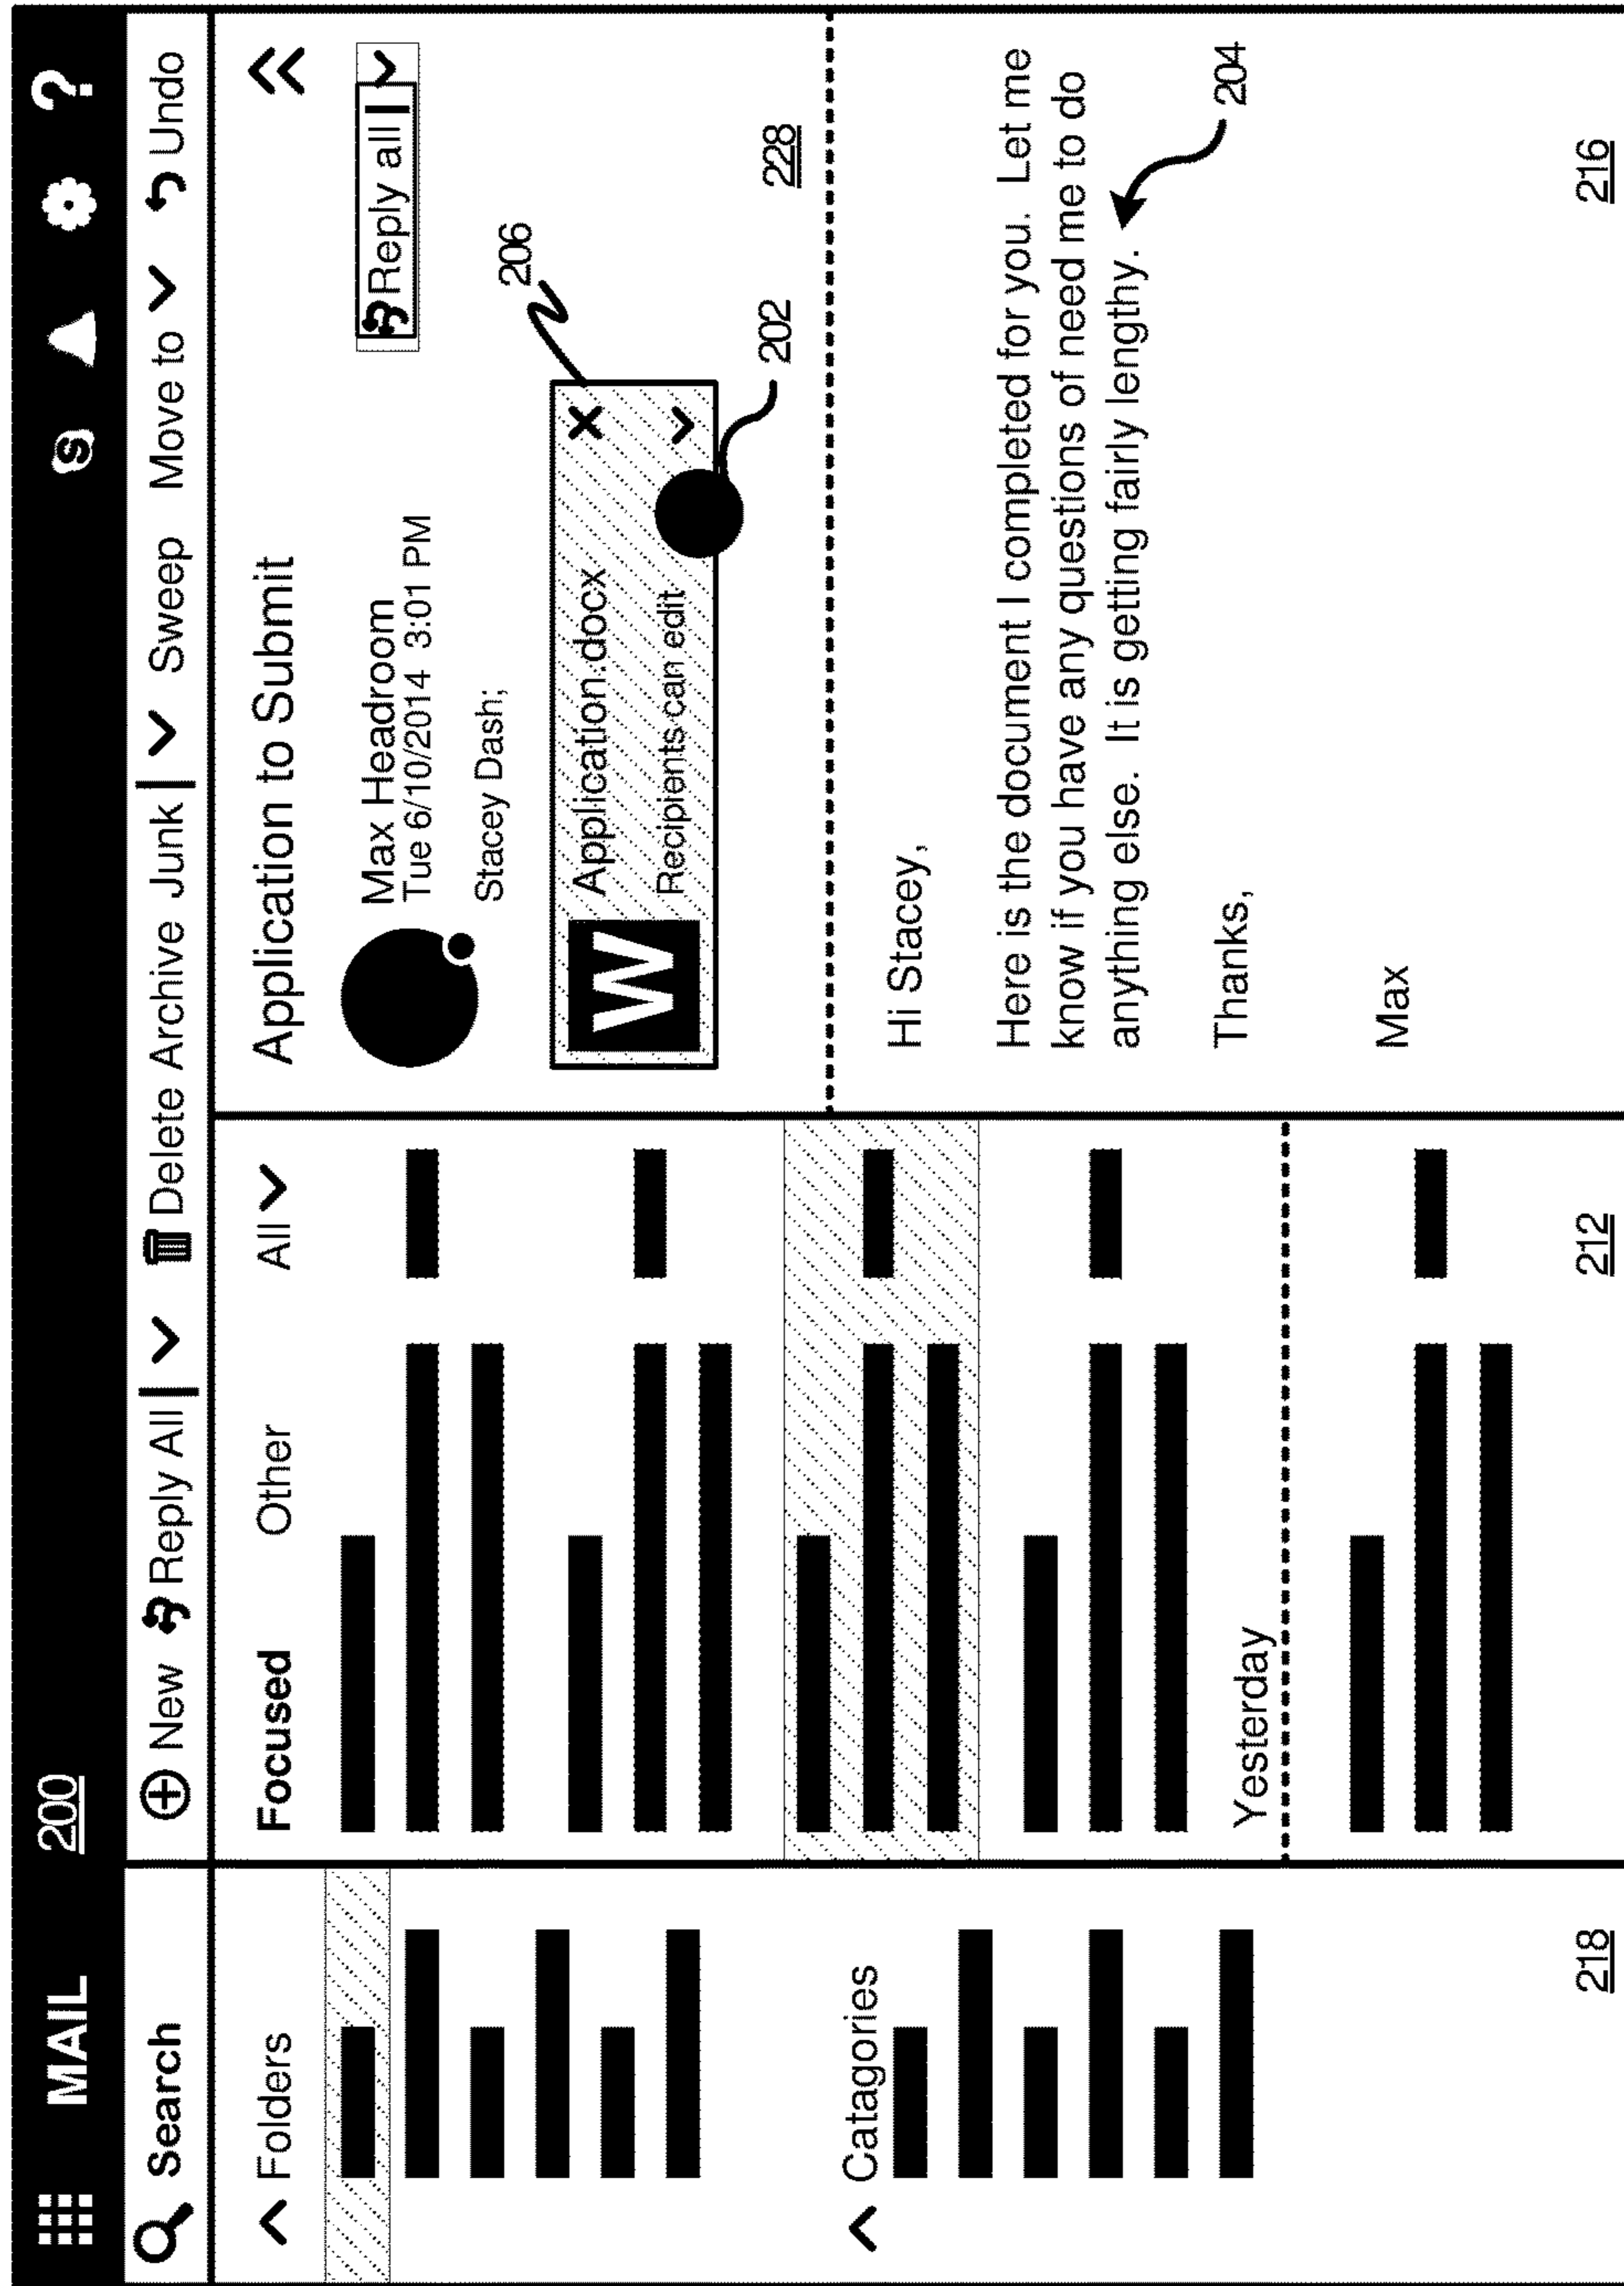 MAIL 200 ?
Search
New Reply All Delete Archive Junk Sweep Move to Undo
Folders
Catagories
218
Focused Other All
Yesterday
212
Application to Submit
Max Headroom
Tue 6/10/2014 3:01 PM
Reply all
Stacey Dash;
206
W
Application.docx
Recipients can edit
202
228
Hi Stacey,
Here is the document I completed for you. Let me
know if you have any questions of need me to do
anything else. It is getting fairly lengthy.
204
Thanks,
Max
216